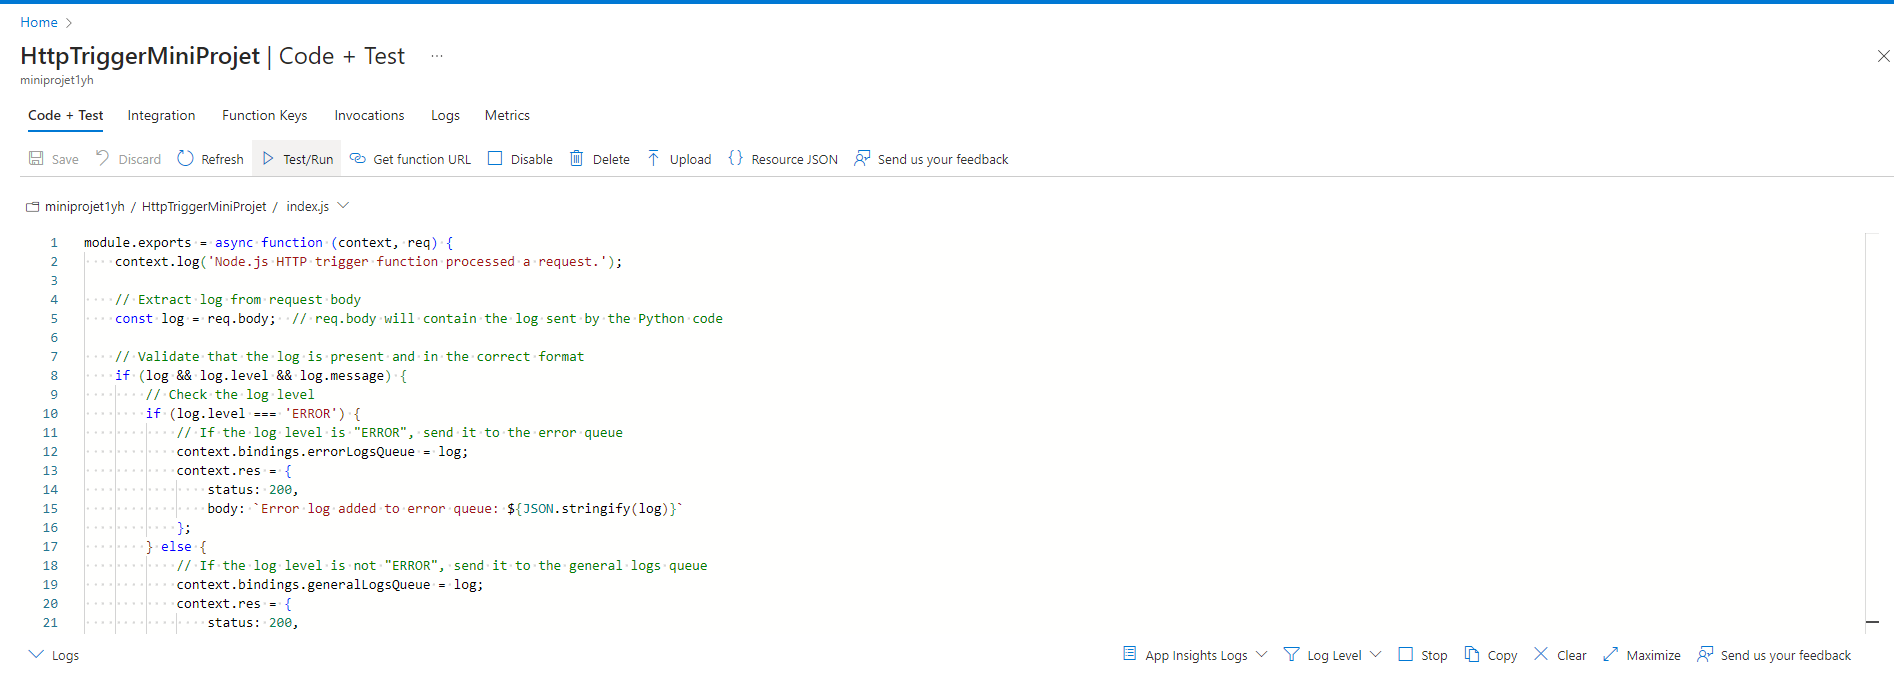 Home >
HttpTriggerMiniProjet | Code + Test ...
miniprojet1yh
Code + Test Integration Function Keys Invocations Logs Metrics
Save Discard Refresh Test/Run Get function URL Disable Delete Upload {} Resource JSON Send us your feedback
miniprojet1yh / HttpTriggerMiniProjet / index.js
1 module.exports = async function (context, req) {
2     context.log('Node.js HTTP trigger function processed a request.');
3
4     // Extract log from request body
5     const log = req.body;  // req.body will contain the log sent by the Python code
6
7     // Validate that the log is present and in the correct format
8     if (log && log.level && log.message) {
9         // Check the log level
10         if (log.level === 'ERROR') {
11             // If the log level is "ERROR", send it to the error queue
12             context.bindings.errorLogsQueue = log;
13             context.res = {
14                 status: 200,
15                 body: `Error log added to error queue: ${JSON.stringify(log)}`
16             };
17         } else {
18             // If the log level is not "ERROR", send it to the general logs queue
19             context.bindings.generalLogsQueue = log;
20             context.res = {
21                 status: 200,
Logs App Insights Logs Log Level Stop Copy Clear Maximize Send us your feedback